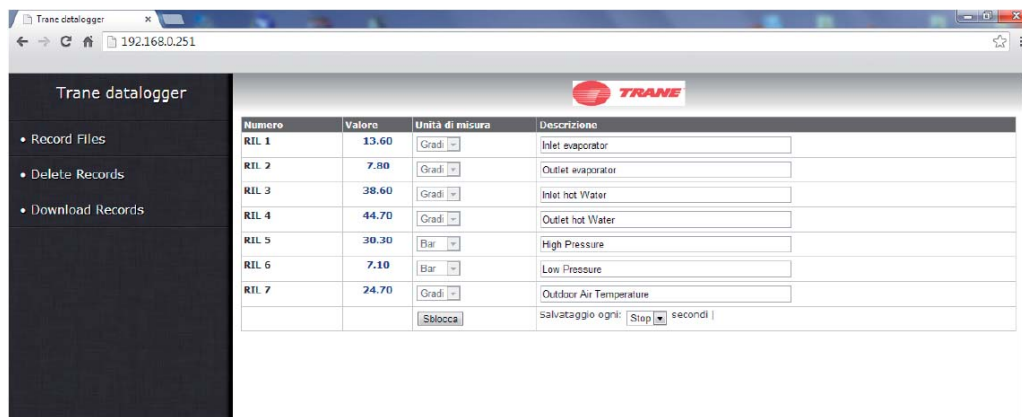 Trane datalogger
192.168.0.251
Trane datalogger
TRANE
• Record Files
• Delete Records
• Download Records
Numero Valore Unità di misura Descrizione
RIL 1 13.60 Gradi Inlet evaporator
RIL 2 7.80 Gradi Outlet evaporator
RIL 3 38.60 Gradi Inlet hot Water
RIL 4 44.70 Gradi Outlet hot Water
RIL 5 30.30 Bar High Pressure
RIL 6 7.10 Bar Low Pressure
RIL 7 24.70 Gradi Outdoor Air Temperature
Sblocca Salvataggio ogni: Stop secondi |